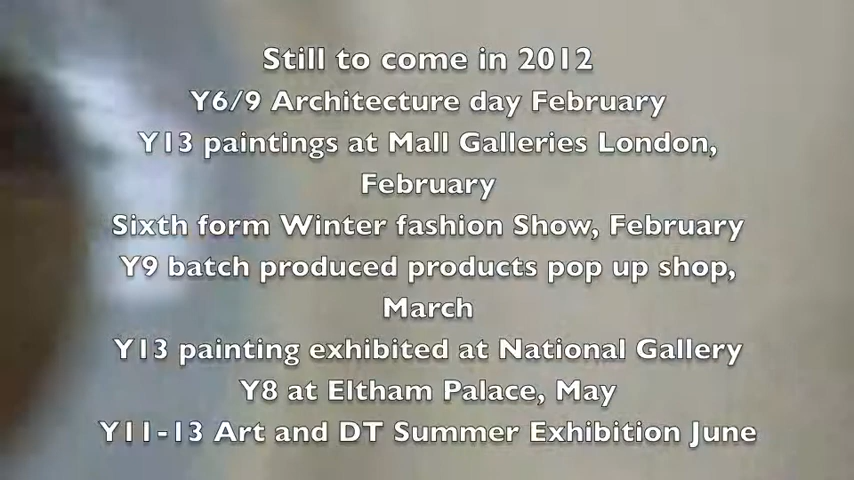 Still to come in 2012
Y6/9 Architecture day February
Y13 paintings at Mall Galleries London,
February
Sixth form Winter fashion Show, February
Y9 batch produced products pop up shop,
March
Y13 painting exhibited at National Gallery
Y8 at Eltham Palace, May
Y11-13 Art and DT Summer Exhibition June